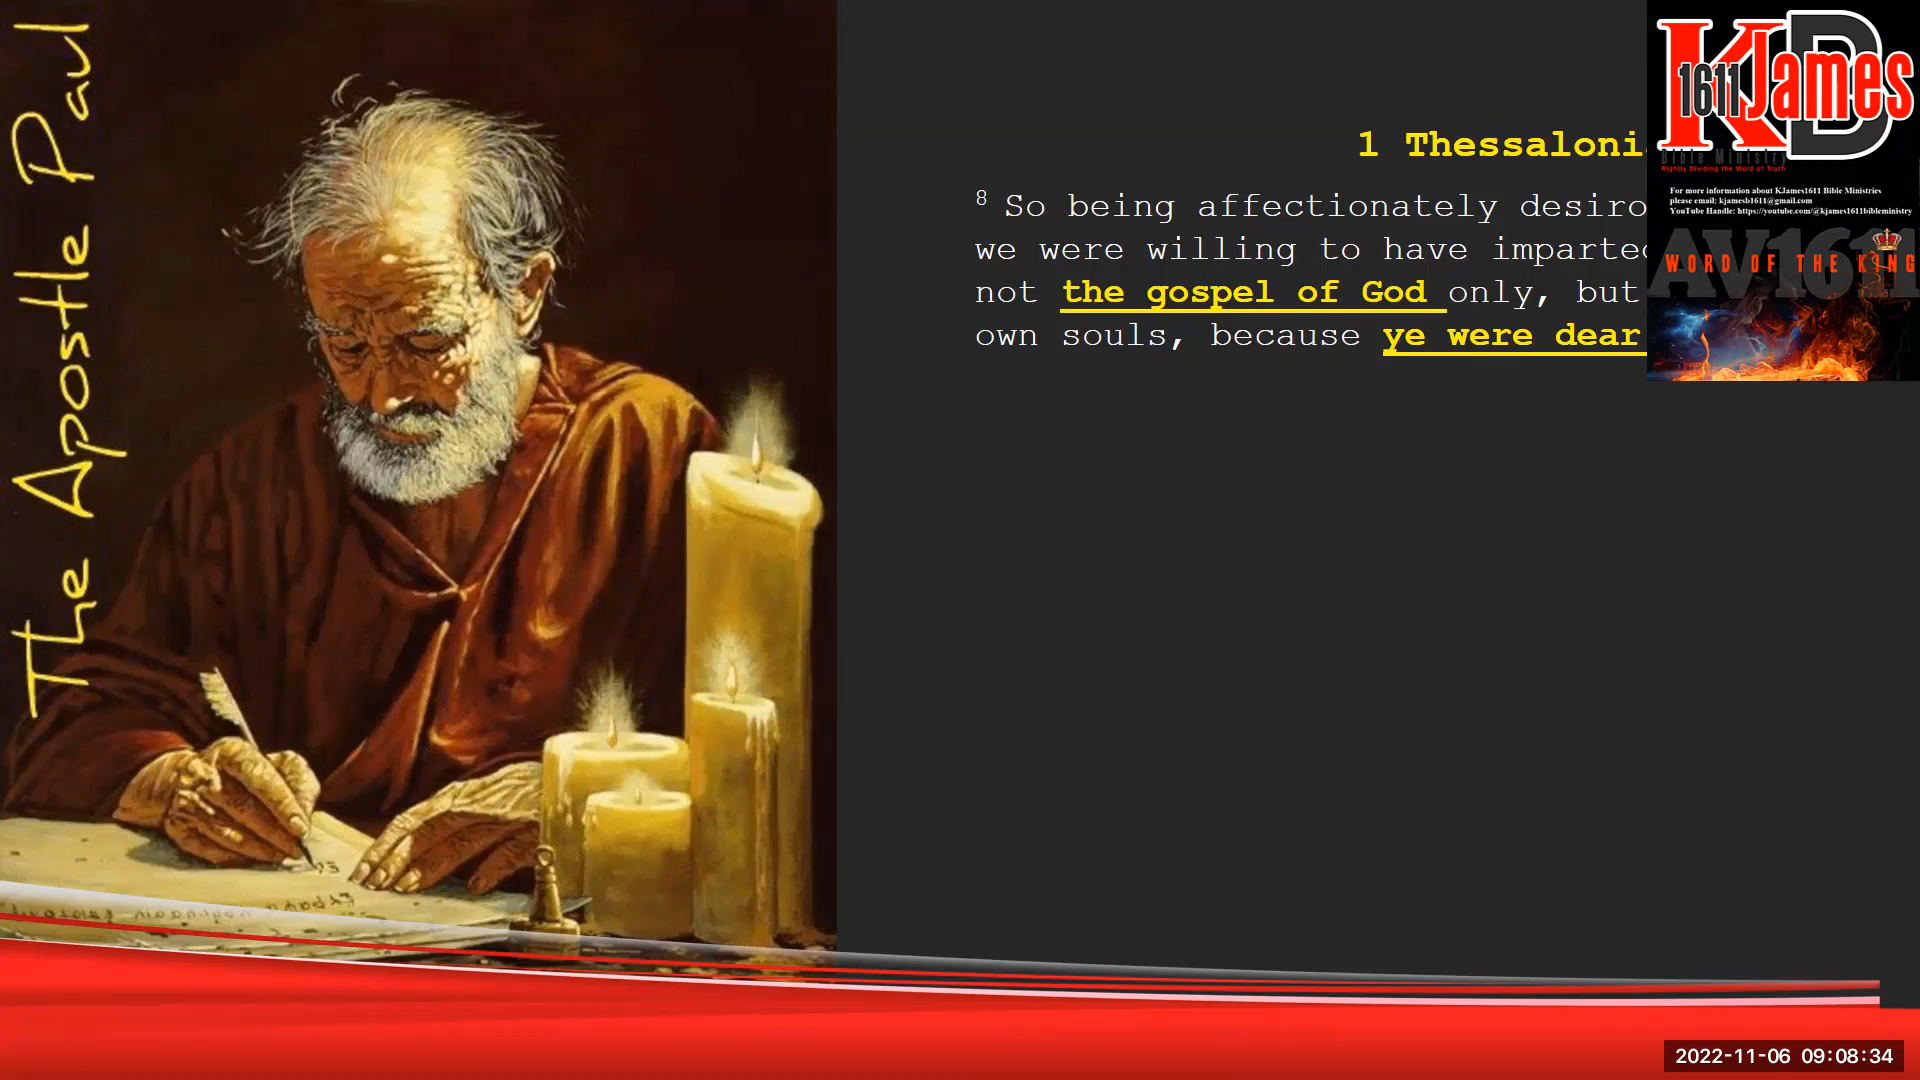 The Apostle Paul
1 Thessaloni
8 So being affectionately desiro
we were willing to have imparted
not the gospel of God only, but
own souls, because ye were dear
KJames
1611
B
Bible Ministry
Rightly Dividing the Word of Truth
For more information about KJames1611 Bible Ministries
please email: kjamesb1611@gmail.com
YouTube Handle: https://youtube.com/@kjames1611bibleministry
AV1611
WORD OF THE KING
2022-11-06 09:08:34